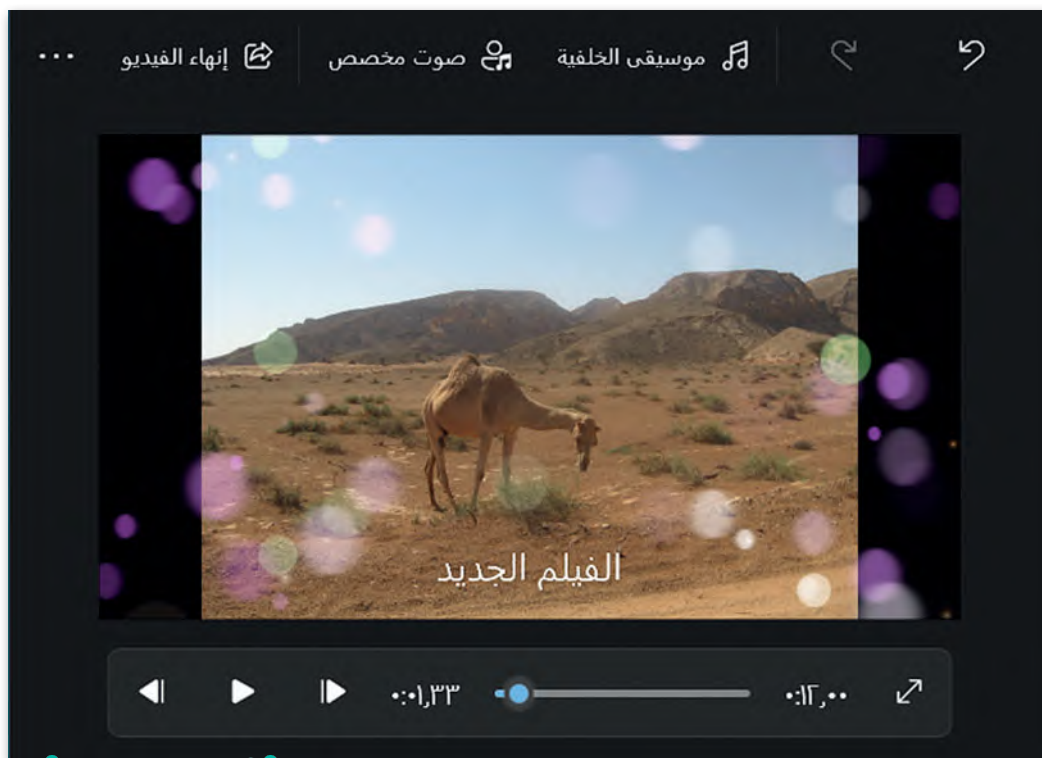 موسيقى الخلفية صوت مخصص إنهاء الفيديو ...
الفيلم الجديد
٠:٠١,٣٣ ٠:١٢,٠٠